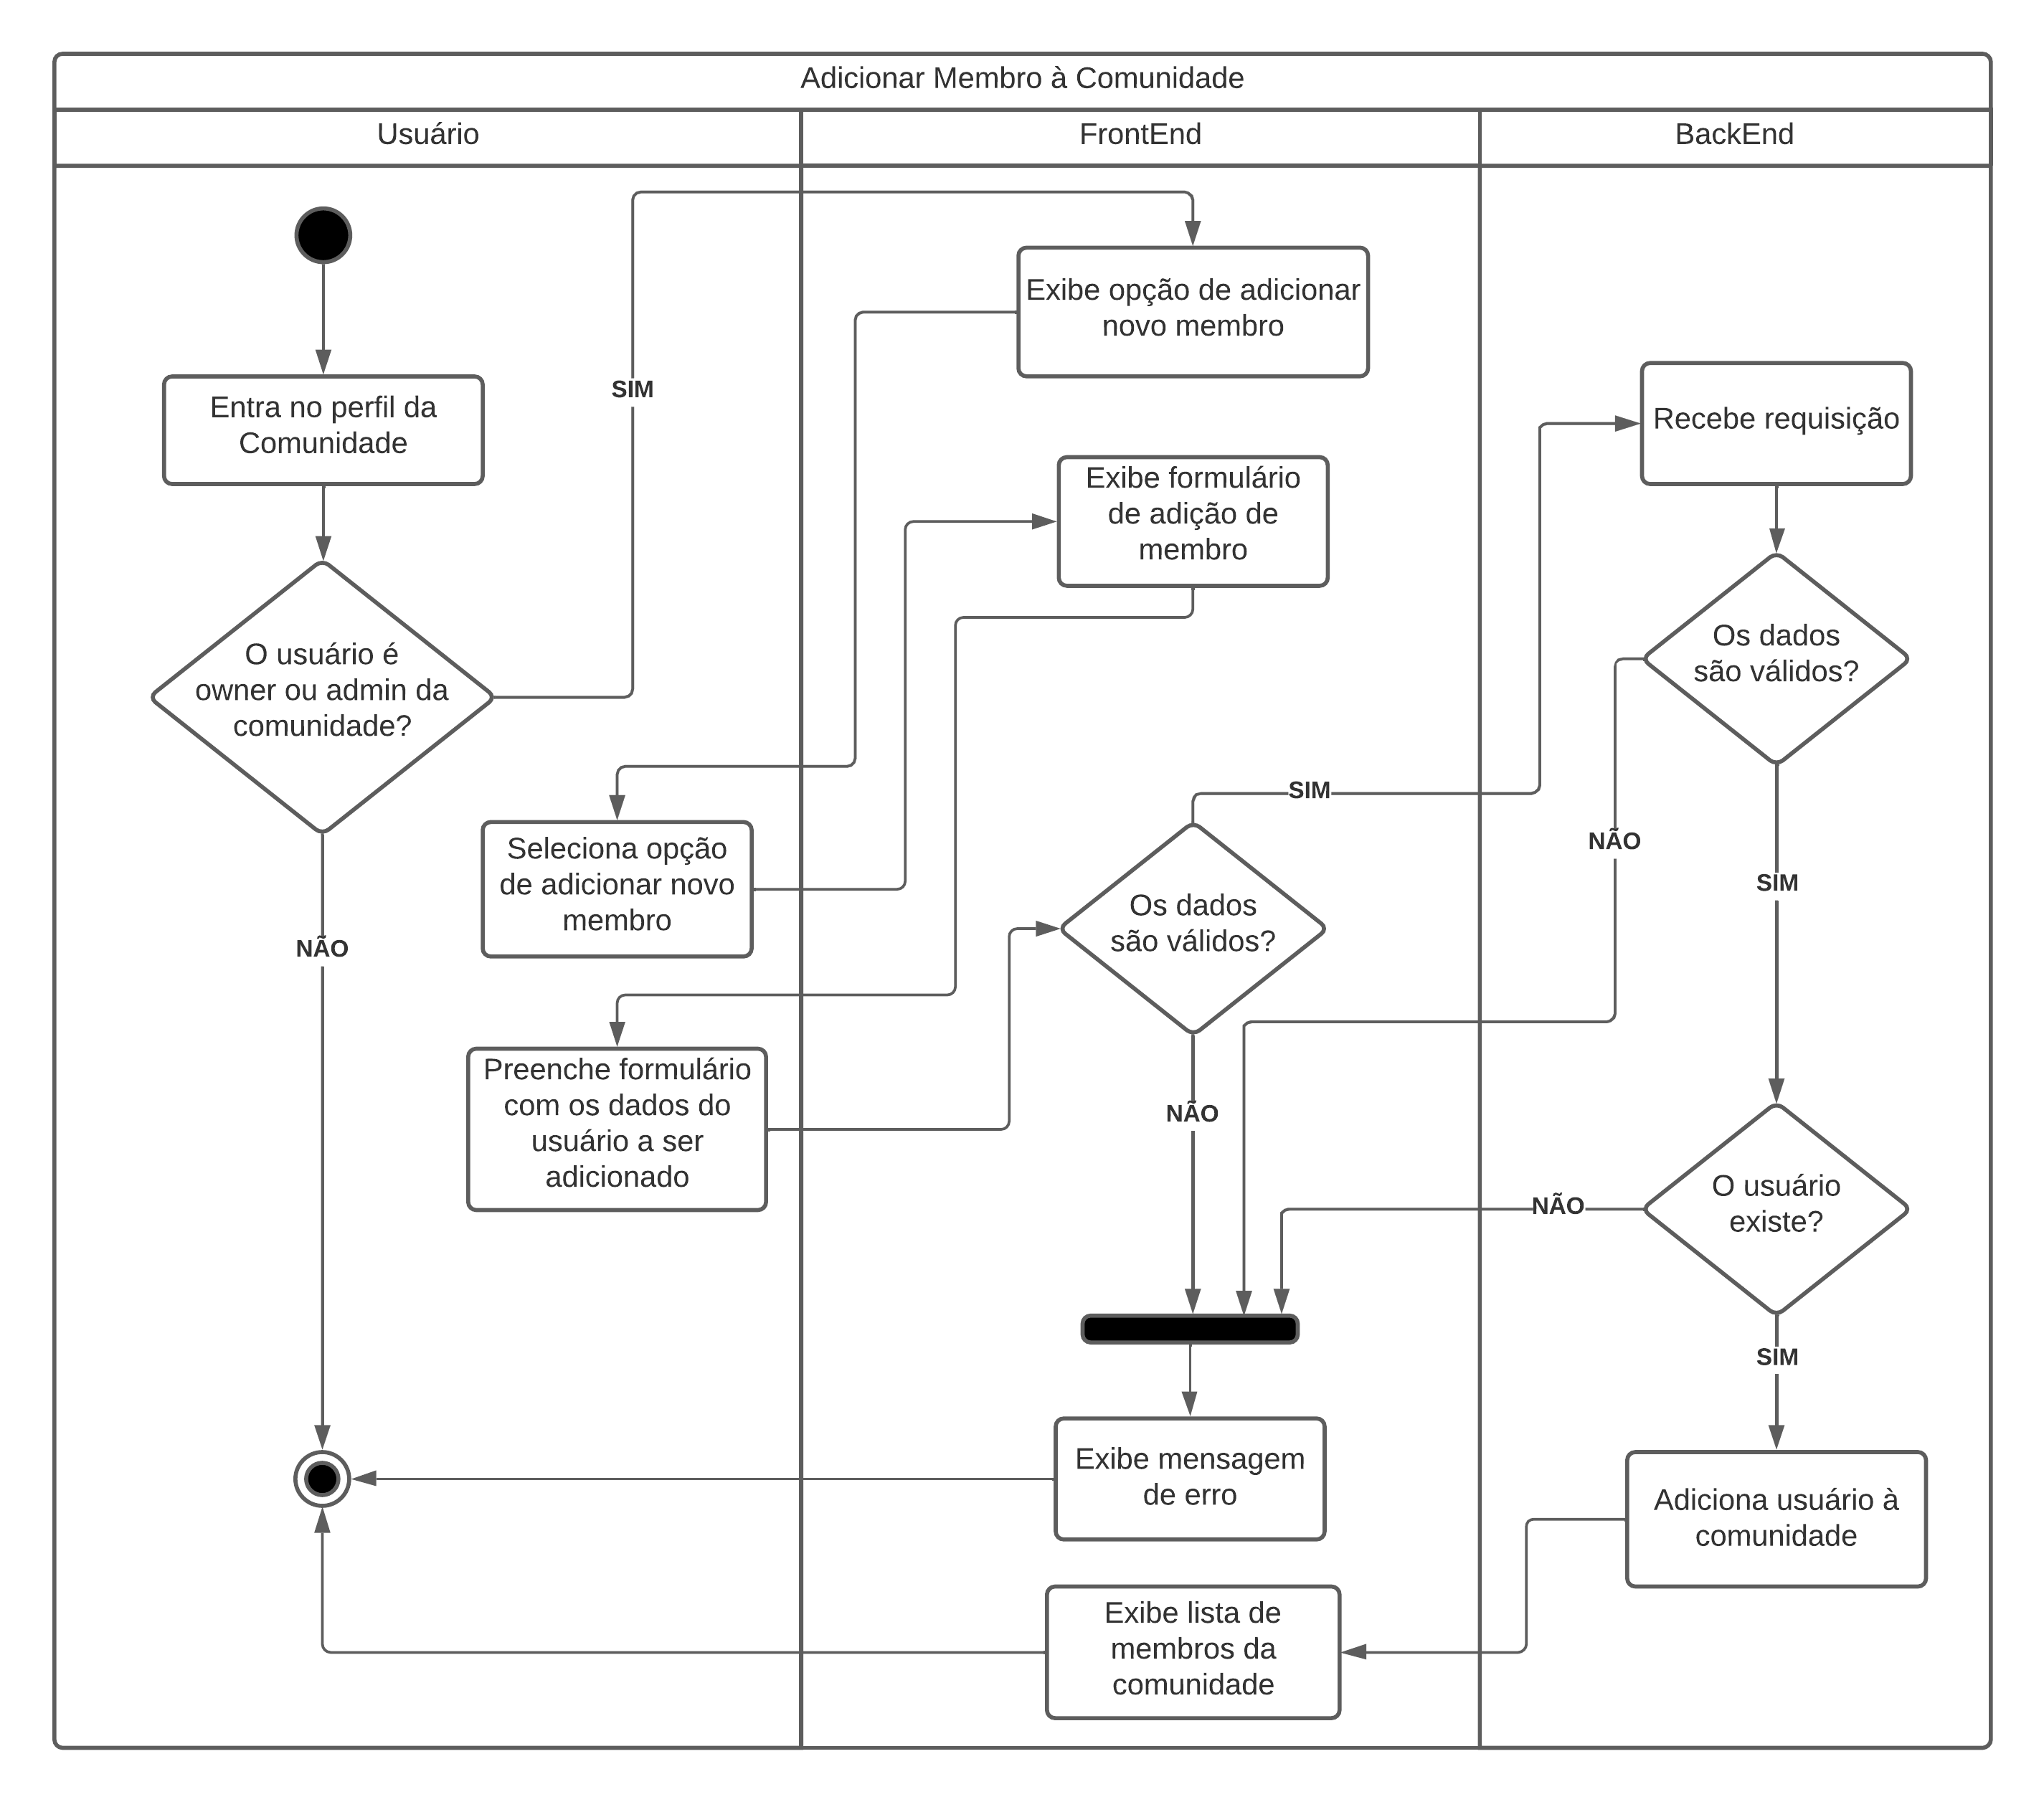 Adicionar Membro à Comunidade
Usuário
FrontEnd
BackEnd
Exibe opção de adicionar
novo membro
Entra no perfil da
Comunidade
SIM
Recebe requisição
Exibe formulário
de adição de
membro
O usuário é
owner ou admin da
comunidade?
Os dados
são válidos?
SIM
NÃO
SIM
Seleciona opção
de adicionar novo
membro
Os dados
são válidos?
NÃO
Preenche formulário
com os dados do
usuário a ser
adicionado
NÃO
O usuário
existe?
NÃO
SIM
Exibe mensagem
de erro
Adiciona usuário à
comunidade
Exibe lista de
membros da
comunidade